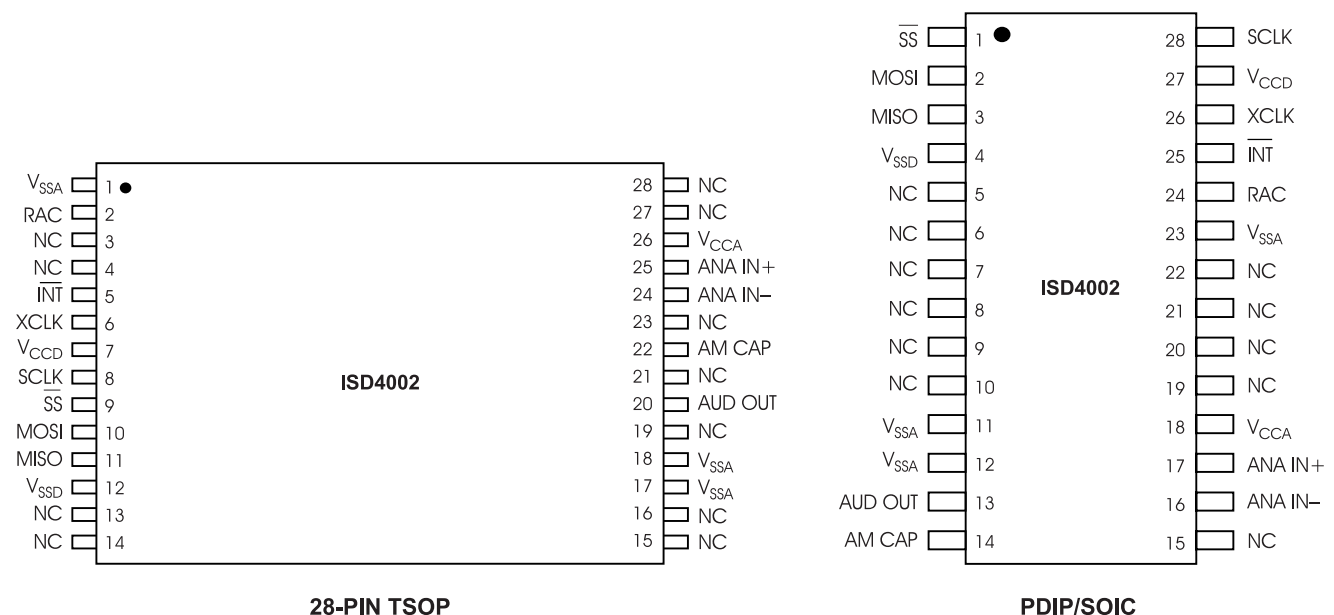 V_SSA 1 28 NC
RAC 2 27 NC
NC 3 26 V_CCA
NC 4 25 ANA IN+
I̅N̅T̅ 5 24 ANA IN–
XCLK 6 23 NC
V_CCD 7 22 AM CAP
SCLK 8 21 NC
S̅S̅ 9 20 AUD OUT
MOSI 10 19 NC
MISO 11 18 V_SSA
V_SSD 12 17 V_SSA
NC 13 16 NC
NC 14 15 NC
ISD4002
28-PIN TSOP
S̅S̅ 1 28 SCLK
MOSI 2 27 V_CCD
MISO 3 26 XCLK
V_SSD 4 25 I̅N̅T̅
NC 5 24 RAC
NC 6 23 V_SSA
NC 7 22 NC
NC 8 21 NC
NC 9 20 NC
NC 10 19 NC
V_SSA 11 18 V_CCA
V_SSA 12 17 ANA IN+
AUD OUT 13 16 ANA IN–
AM CAP 14 15 NC
ISD4002
PDIP/SOIC